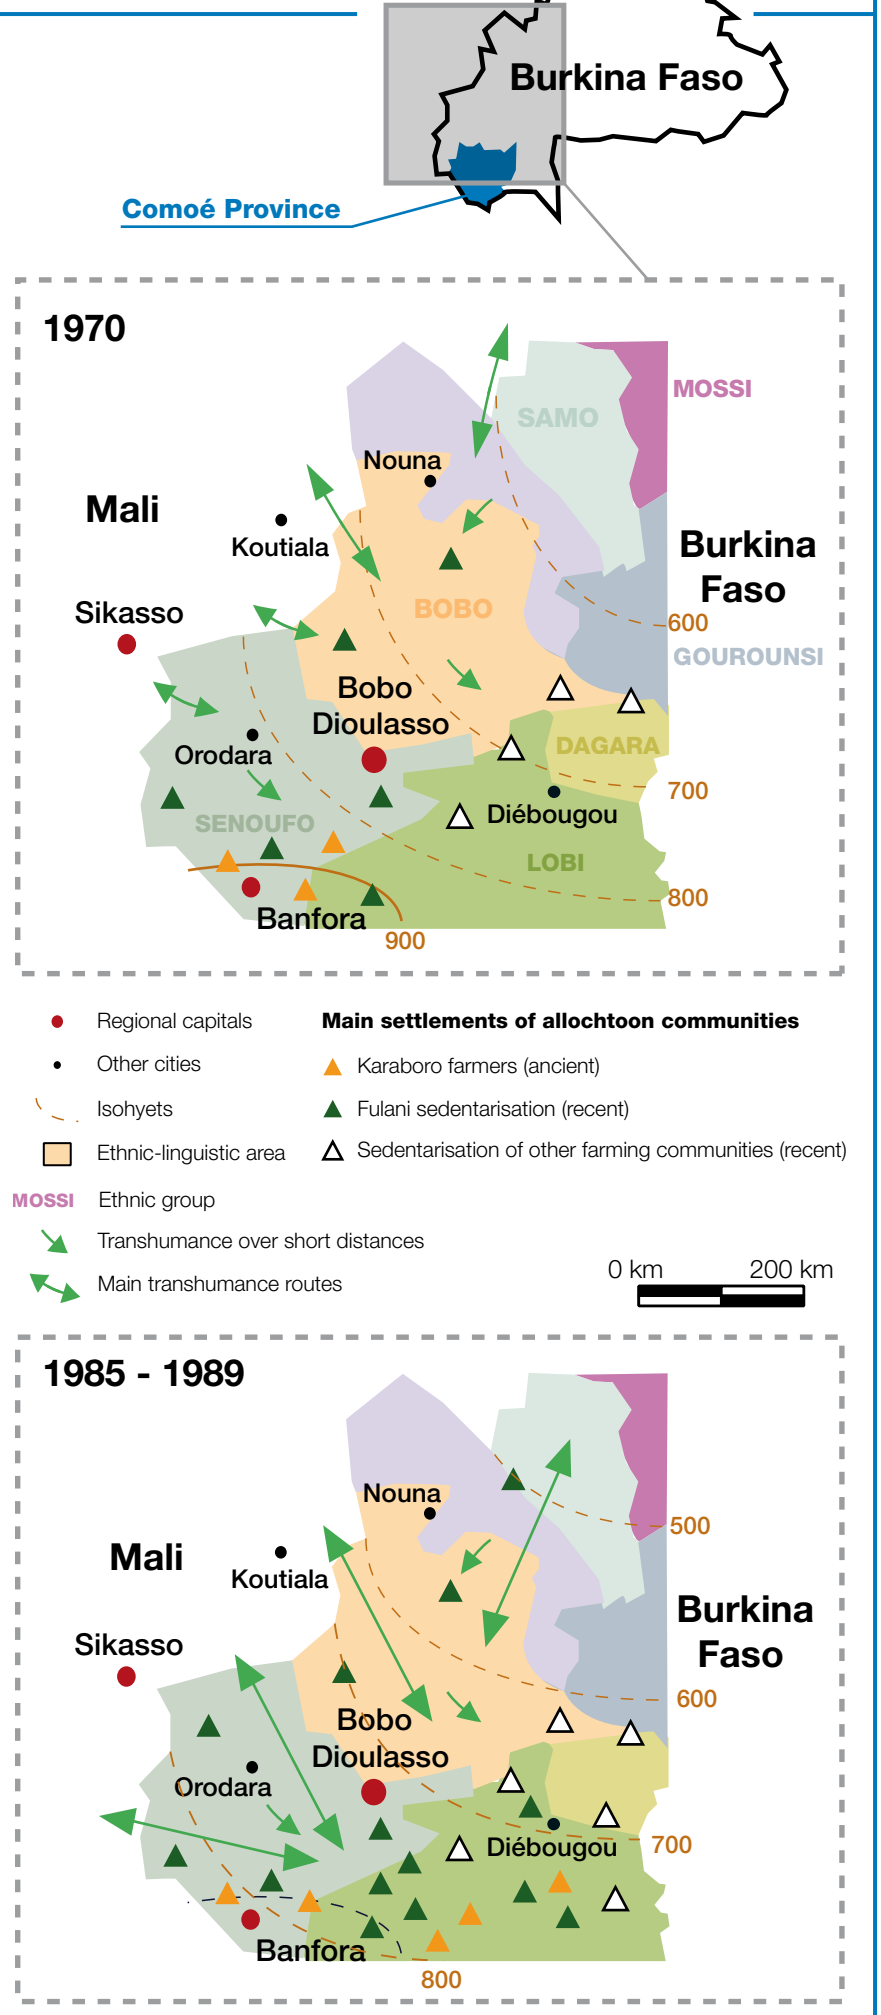 Burkina Faso
Comoé Province
1970
MOSSI
SAMO
Nouna
Mali
Koutiala
Burkina
Faso
Sikasso
BOBO
600
GOUROUNSI
Bobo
Dioulasso
Orodara
DAGARA
700
Diébougou
SENOUFO
LOBI
800
Banfora
900
Regional capitals
Other cities
Isohyets
Ethnic-linguistic area
MOSSI
Ethnic group
Transhumance over short distances
Main transhumance routes
Main settlements of allochtoon communities
Karaboro farmers (ancient)
Fulani sedentarisation (recent)
Sedentarisation of other farming communities (recent)
0 km
200 km
1985 - 1989
Nouna
500
Mali
Koutiala
Burkina
Faso
Sikasso
600
Bobo
Dioulasso
Orodara
Diébougou
700
Banfora
800